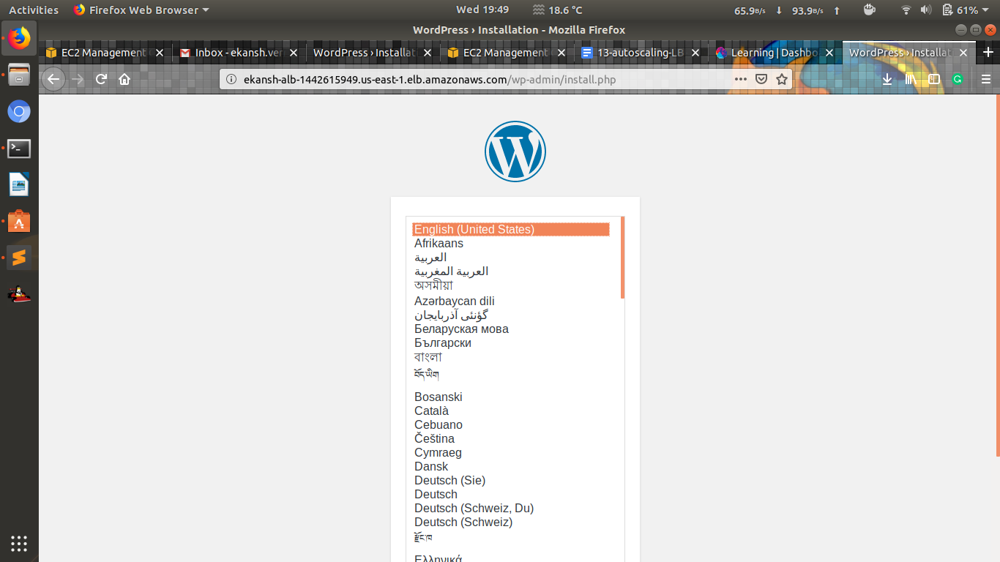 Activities Firefox Web Browser Wed 19:49 18.6 °C 65.9B/s 93.9B/s 61%
WordPress › Installation - Mozilla Firefox
EC2 Management Inbox - ekansh.ver WordPress › Installat EC2 Management 13-autoscaling-LB Learning | Dashbo WordPress › Installat
ekansh-alb-1442615949.us-east-1.elb.amazonaws.com/wp-admin/install.php
English (United States)
Afrikaans
العربية
العربية المغربية
অসমীয়া
Azərbaycan dili
گؤنئی آذربایجان
Беларуская мова
Български
বাংলা
བོད་ཡིག
Bosanski
Català
Cebuano
Čeština
Cymraeg
Dansk
Deutsch (Sie)
Deutsch
Deutsch (Schweiz, Du)
Deutsch (Schweiz)
རྫོང་ཁ
Ελληνικά